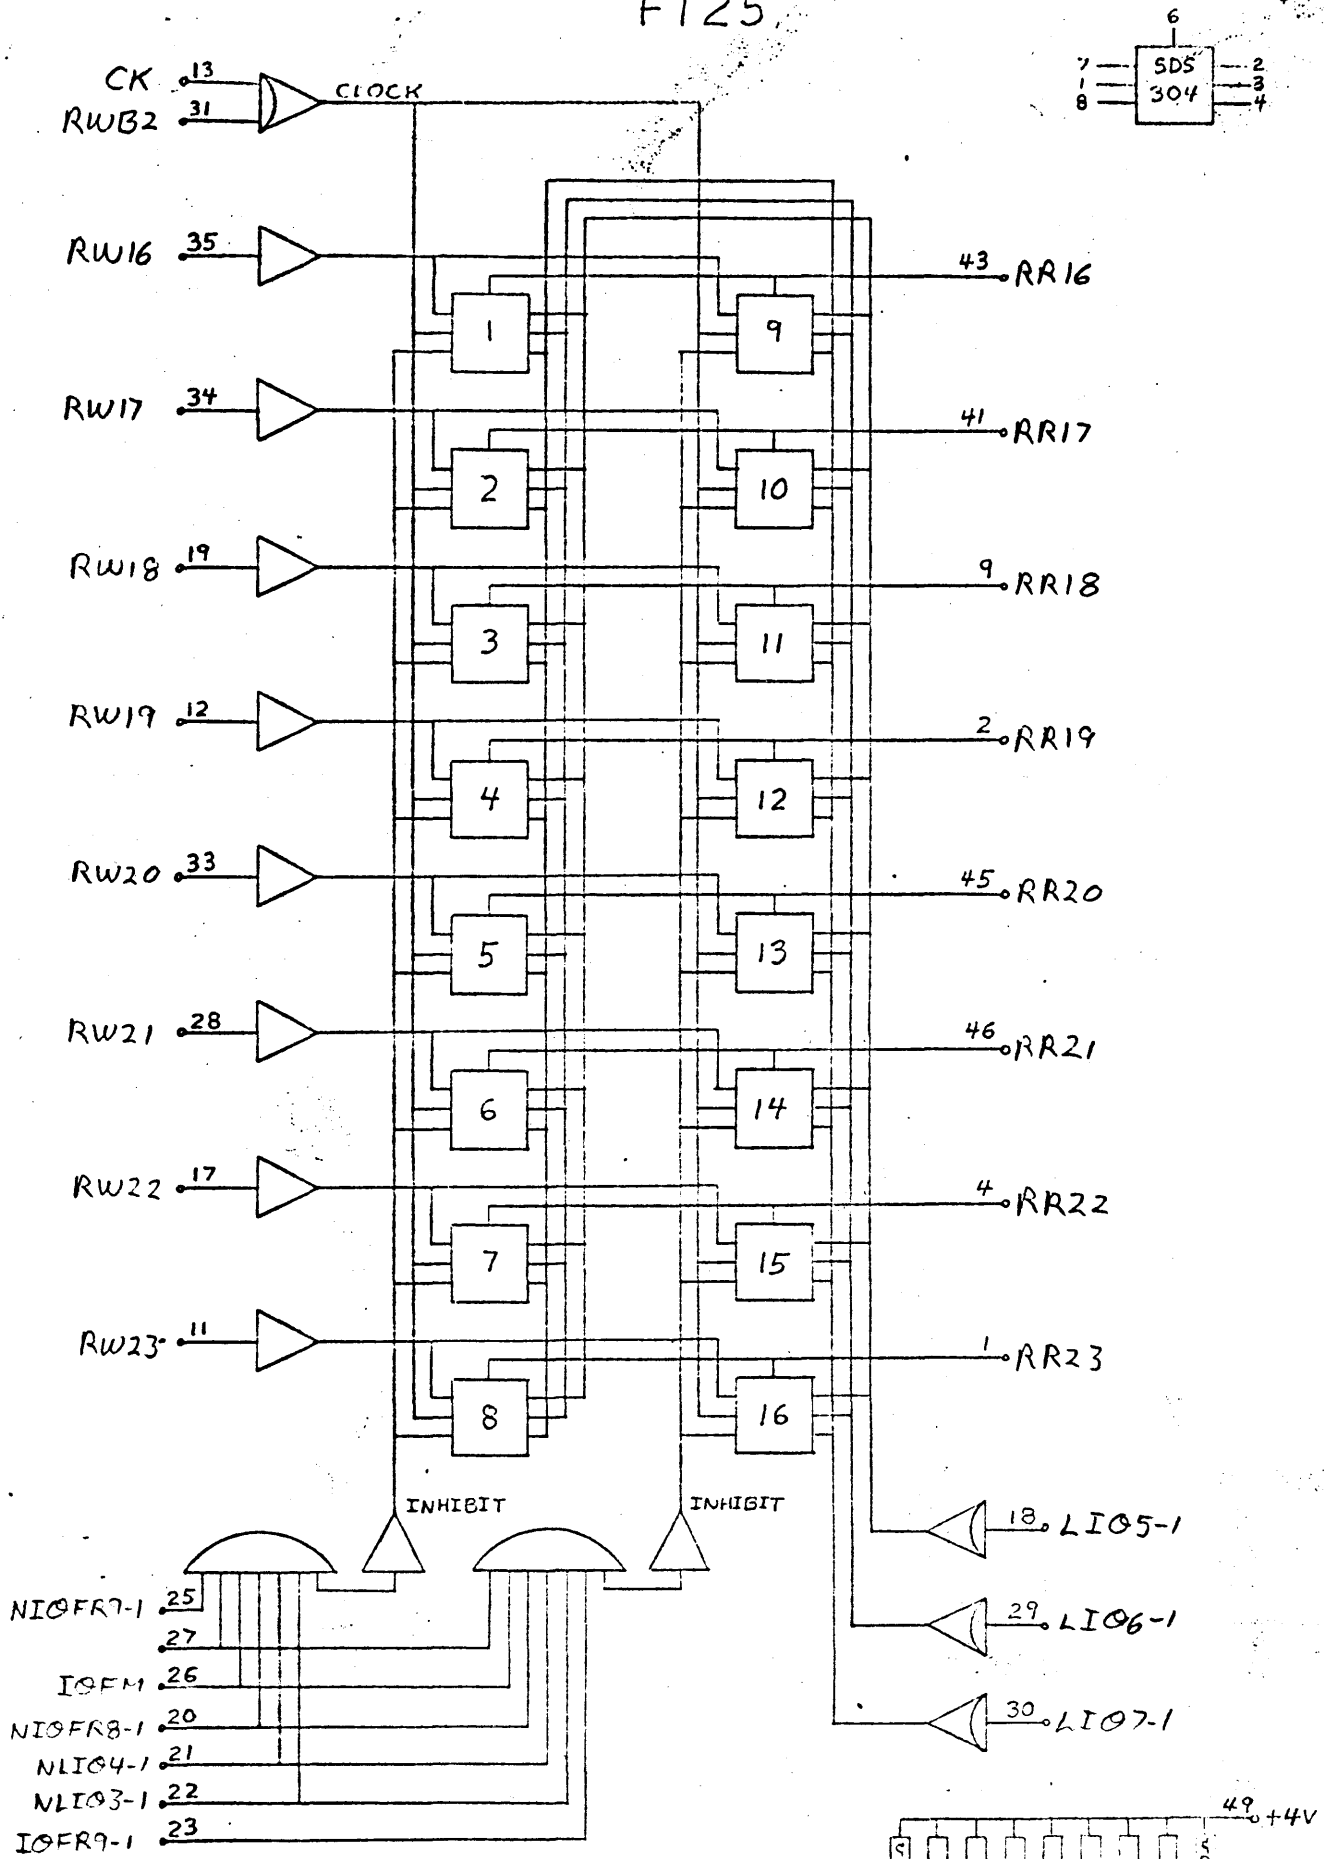 FT25
6
7 SDS 2
1 304 3
8 4
CK 13
CLOCK
RWB2 31
RW16 35
43 RR16
1 9
RW17 34
41 RR17
2 10
RW18 19
9 RR18
3 11
RW19 12
2 RR19
4 12
RW20 33
45 RR20
5 13
RW21 28
46 RR21
6 14
RW22 17
4 RR22
7 15
RW23 11
1 RR23
8 16
INHIBIT INHIBIT
18 LIO5-1
NIOFR7-1 25
27
29 LIO6-1
IOFM 26
NIOFR8-1 20
30 LIO7-1
NLIO4-1 21
NLIO3-1 22
IOFR9-1 23
49 +4V